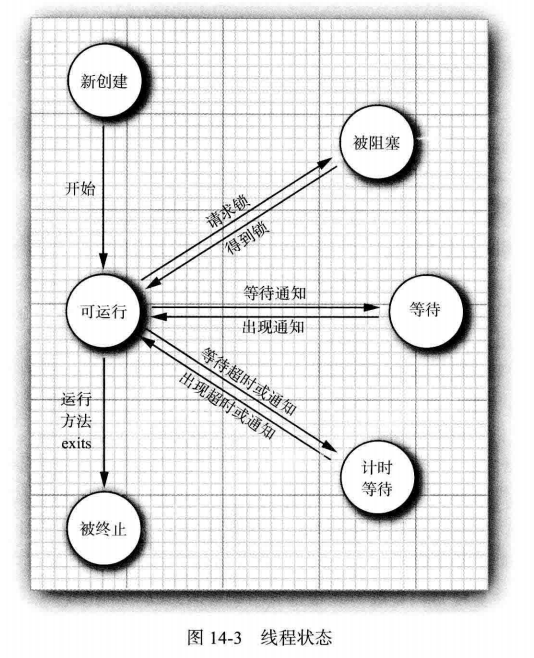 新创建
被阻塞
开始
请求锁
得到锁
可运行
等待通知
出现通知
等待
等待超时或通知
出现超时或通知
运行
方法
exits
计时
等待
被终止
图 14-3 线程状态